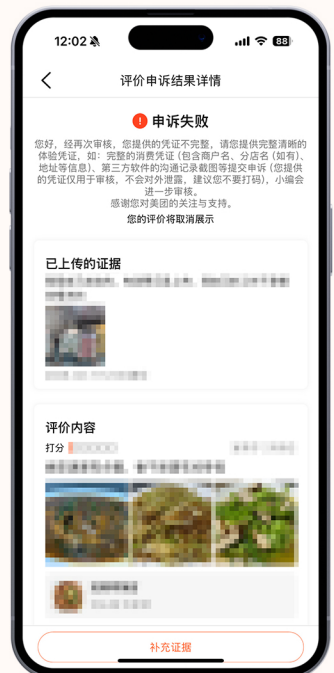 12:02
88
评价申诉结果详情
申诉失败
您好，经再次审核，您提供的凭证不完整，请您提供完整清晰的
体验凭证，如：完整的消费凭证（包含商户名、分店名（如有）、
地址等信息）、第三方软件的沟通记录截图等提交申诉（您提供
的凭证仅用于审核，不会对外泄露，建议您不要打码），小编会
进一步审核。
感谢您对美团的关注与支持。
您的评价将取消展示
已上传的证据
评价内容
打分
补充证据